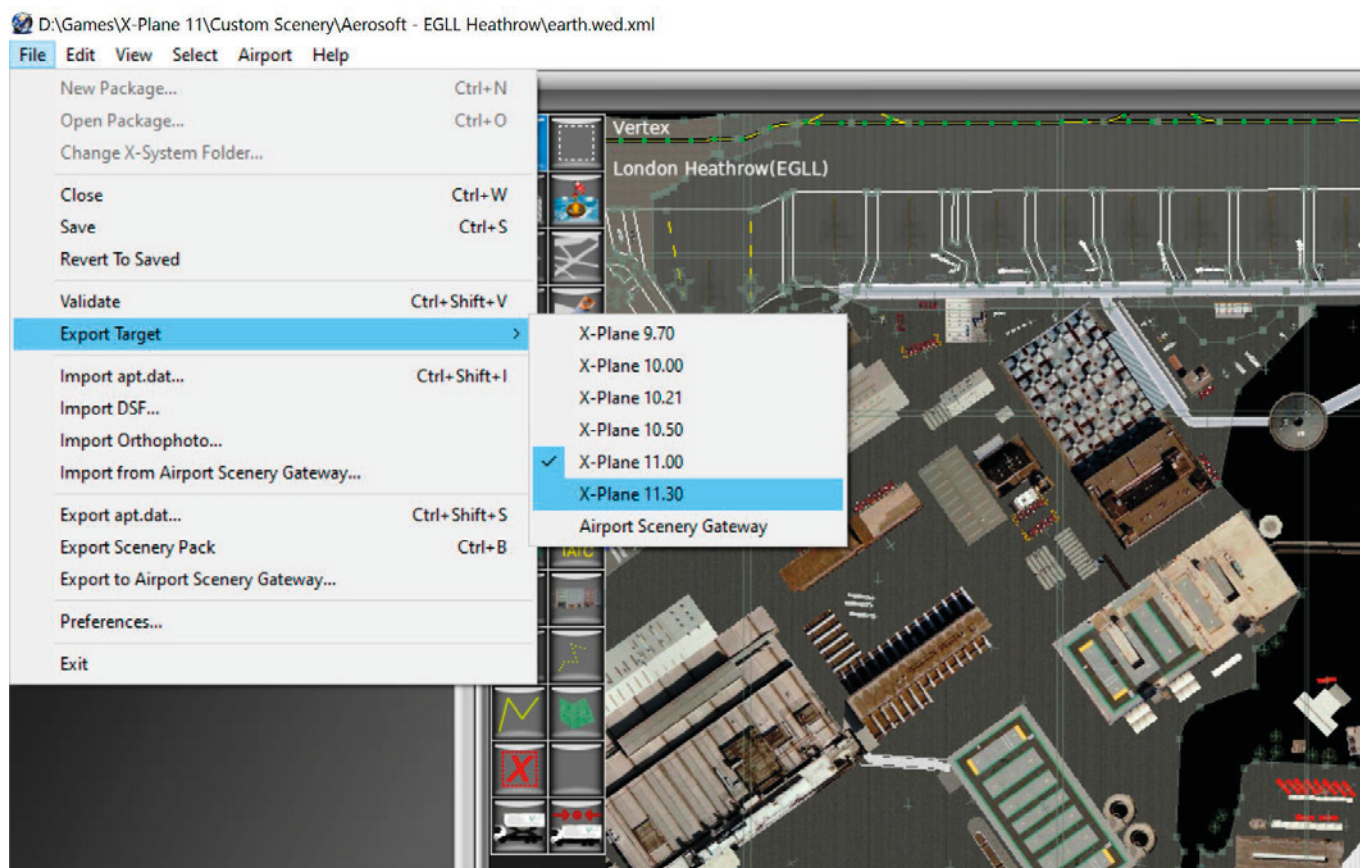 D:\Games\X-Plane 11\Custom Scenery\Aerosoft - EGLL Heathrow\earth.wed.xml
File Edit View Select Airport Help
New Package... Ctrl+N
Open Package... Ctrl+O
Change X-System Folder...
Close Ctrl+W
Save Ctrl+S
Revert To Saved
Validate Ctrl+Shift+V
Export Target >
Import apt.dat... Ctrl+Shift+I
Import DSF...
Import Orthophoto...
Import from Airport Scenery Gateway...
Export apt.dat... Ctrl+Shift+S
Export Scenery Pack Ctrl+B
Export to Airport Scenery Gateway...
Preferences...
Exit
X-Plane 9.70
X-Plane 10.00
X-Plane 10.21
X-Plane 10.50
X-Plane 11.00
X-Plane 11.30
Airport Scenery Gateway
Vertex
London Heathrow(EGLL)
X